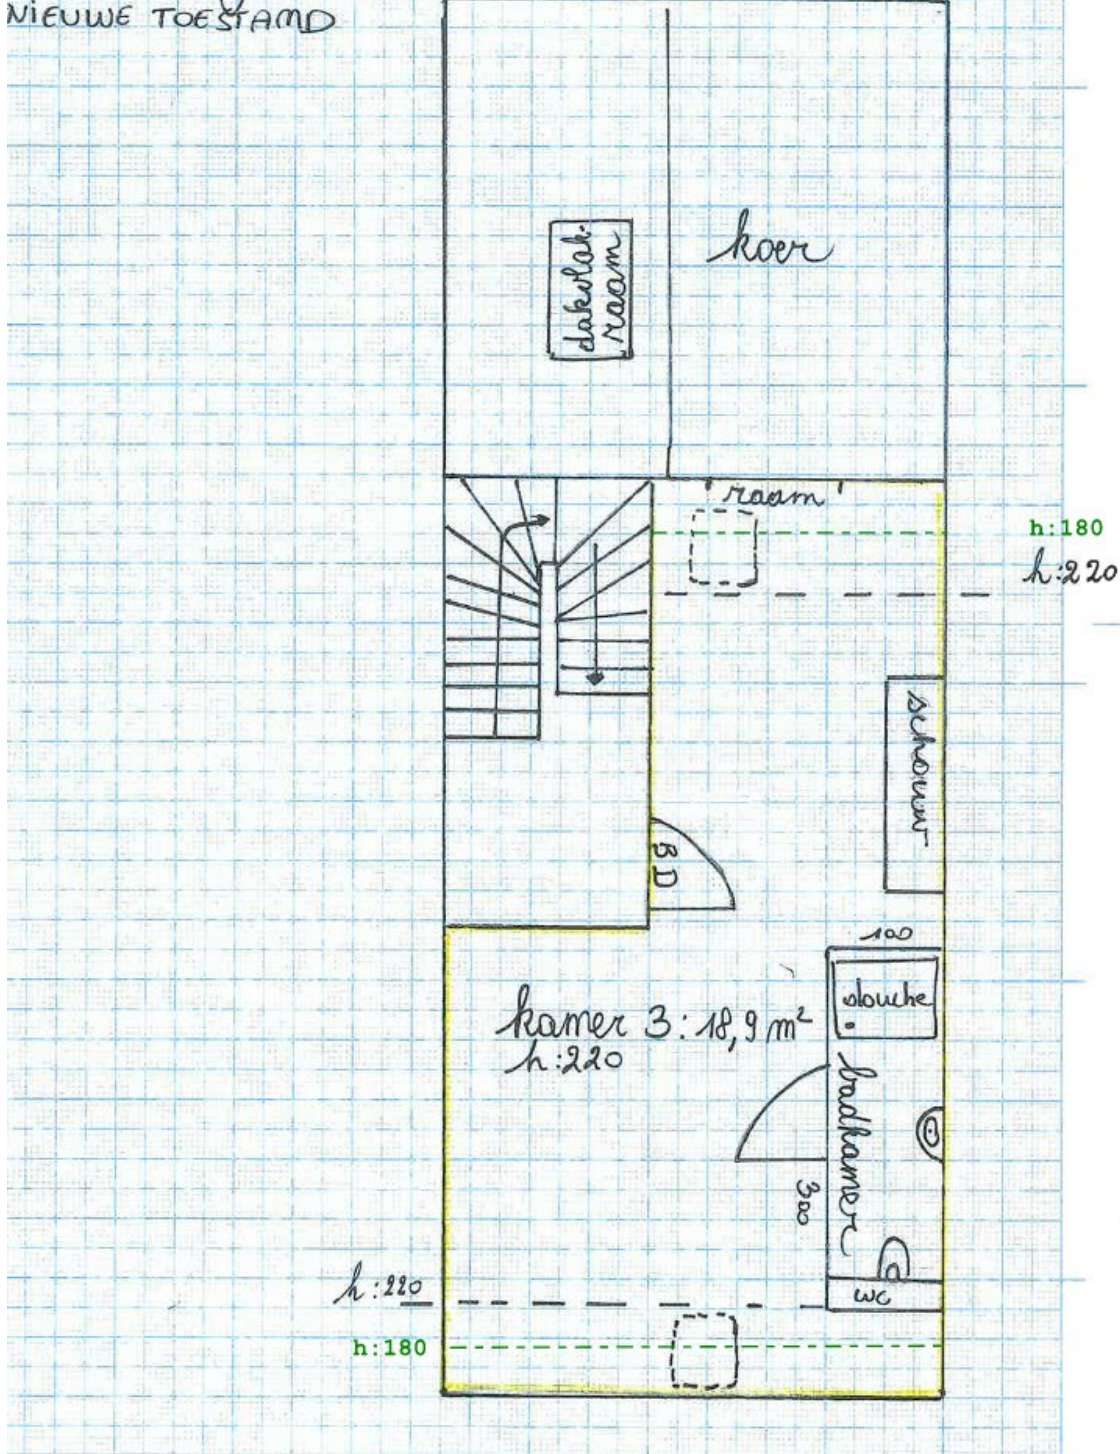 NIEUWE TOESTAND
koer
dakvlak-
raam
raam
h:180
h:220
schouw
BD
100
douche
kamer 3: 18,9 m²
h:220
badkamer
300
h:220
wc
h:180